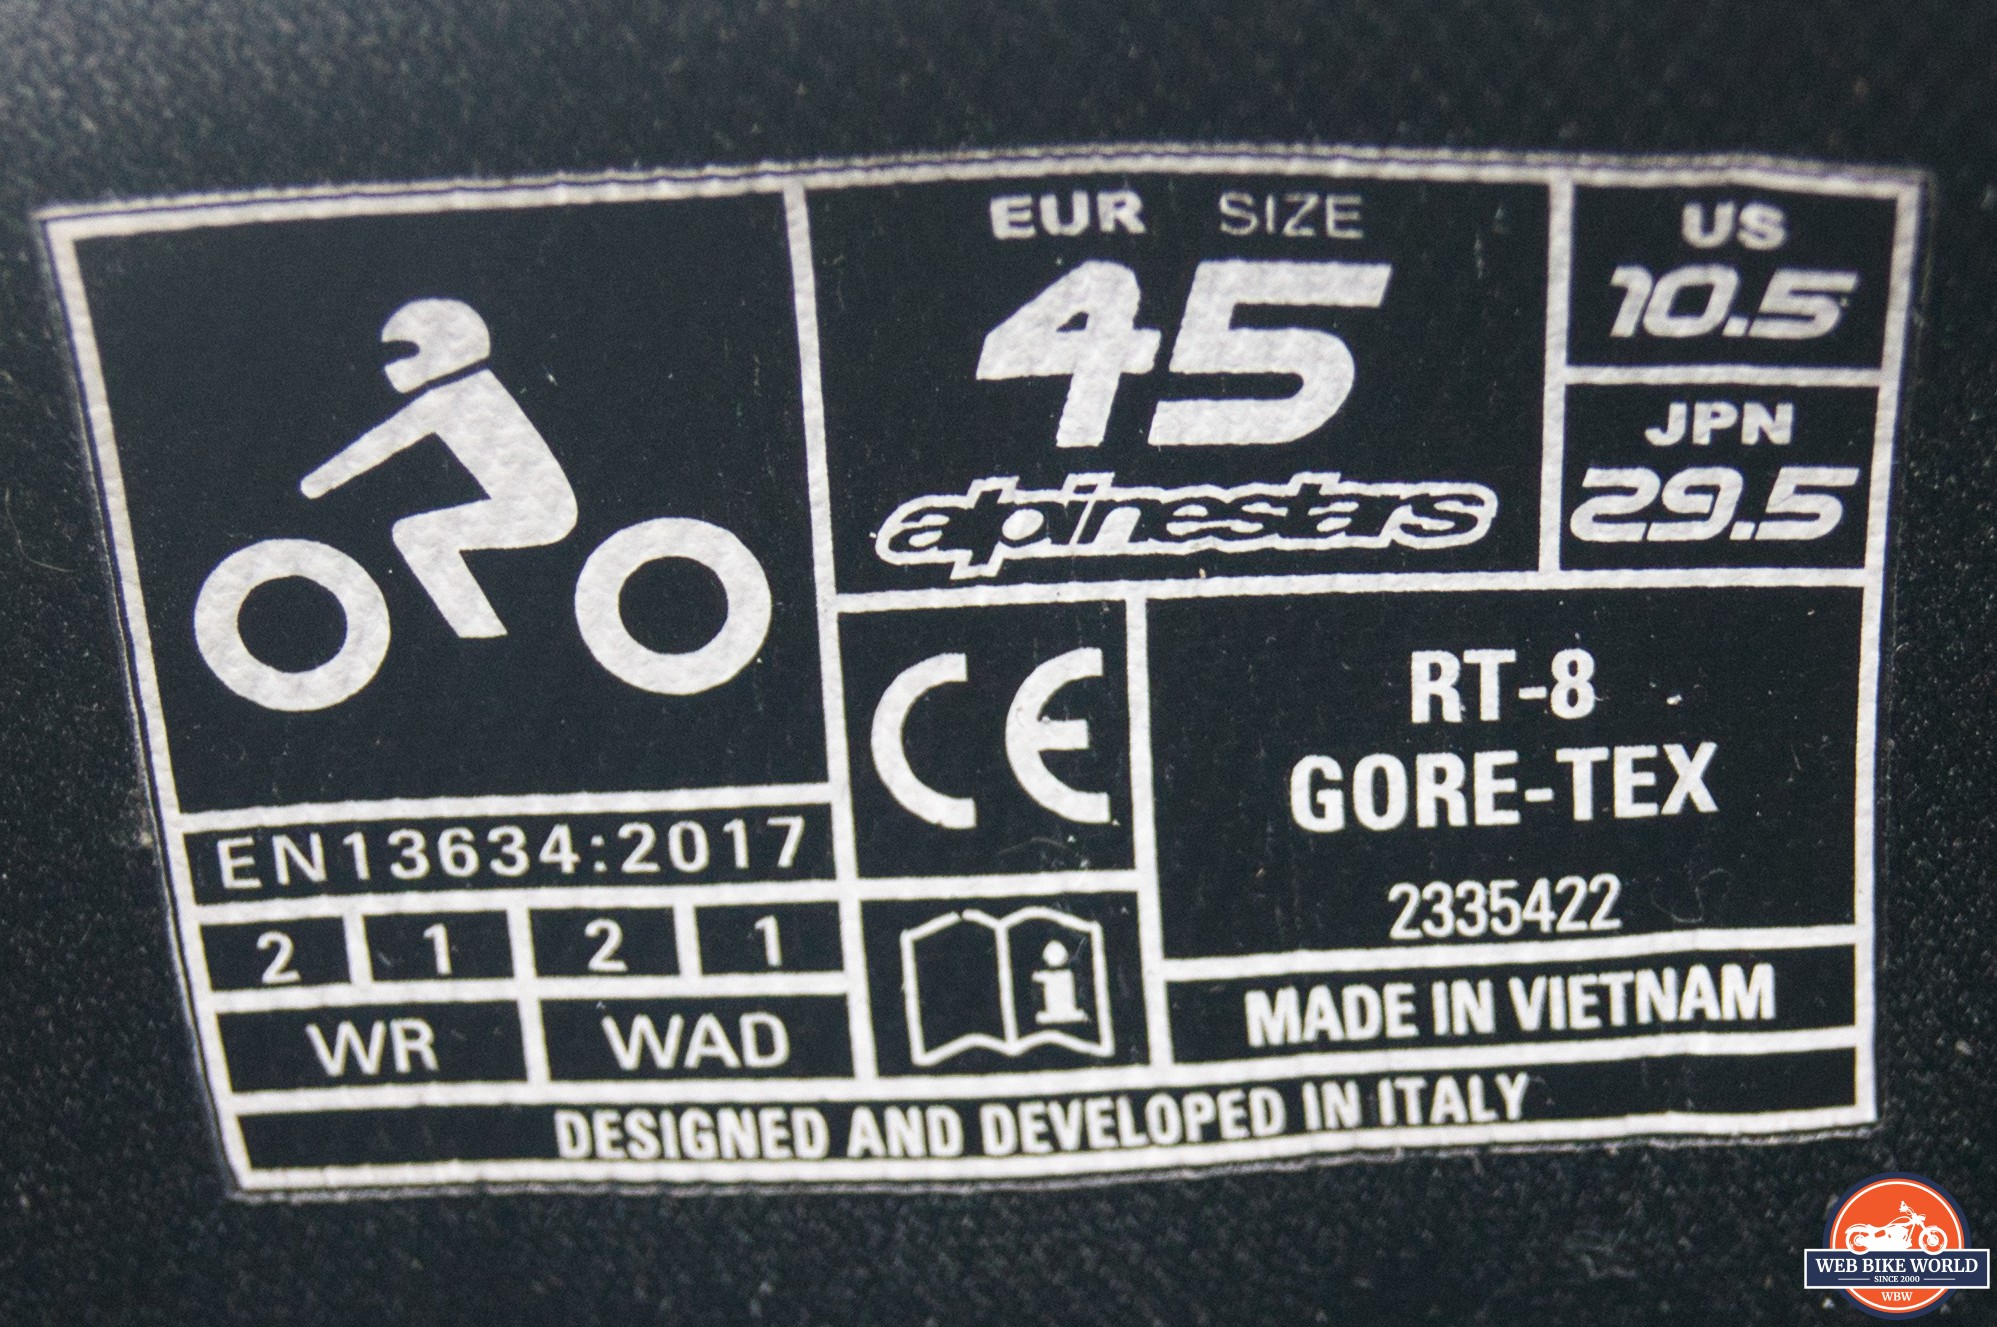 EUR SIZE
45
alpinestars
US
10.5
JPN
29.5
EN13634:2017
2 1 2 1
WR WAD
CE
i
RT-8
GORE-TEX
2335422
MADE IN VIETNAM
DESIGNED AND DEVELOPED IN ITALY
WEB BIKE WORLD
SINCE 2000
WBW